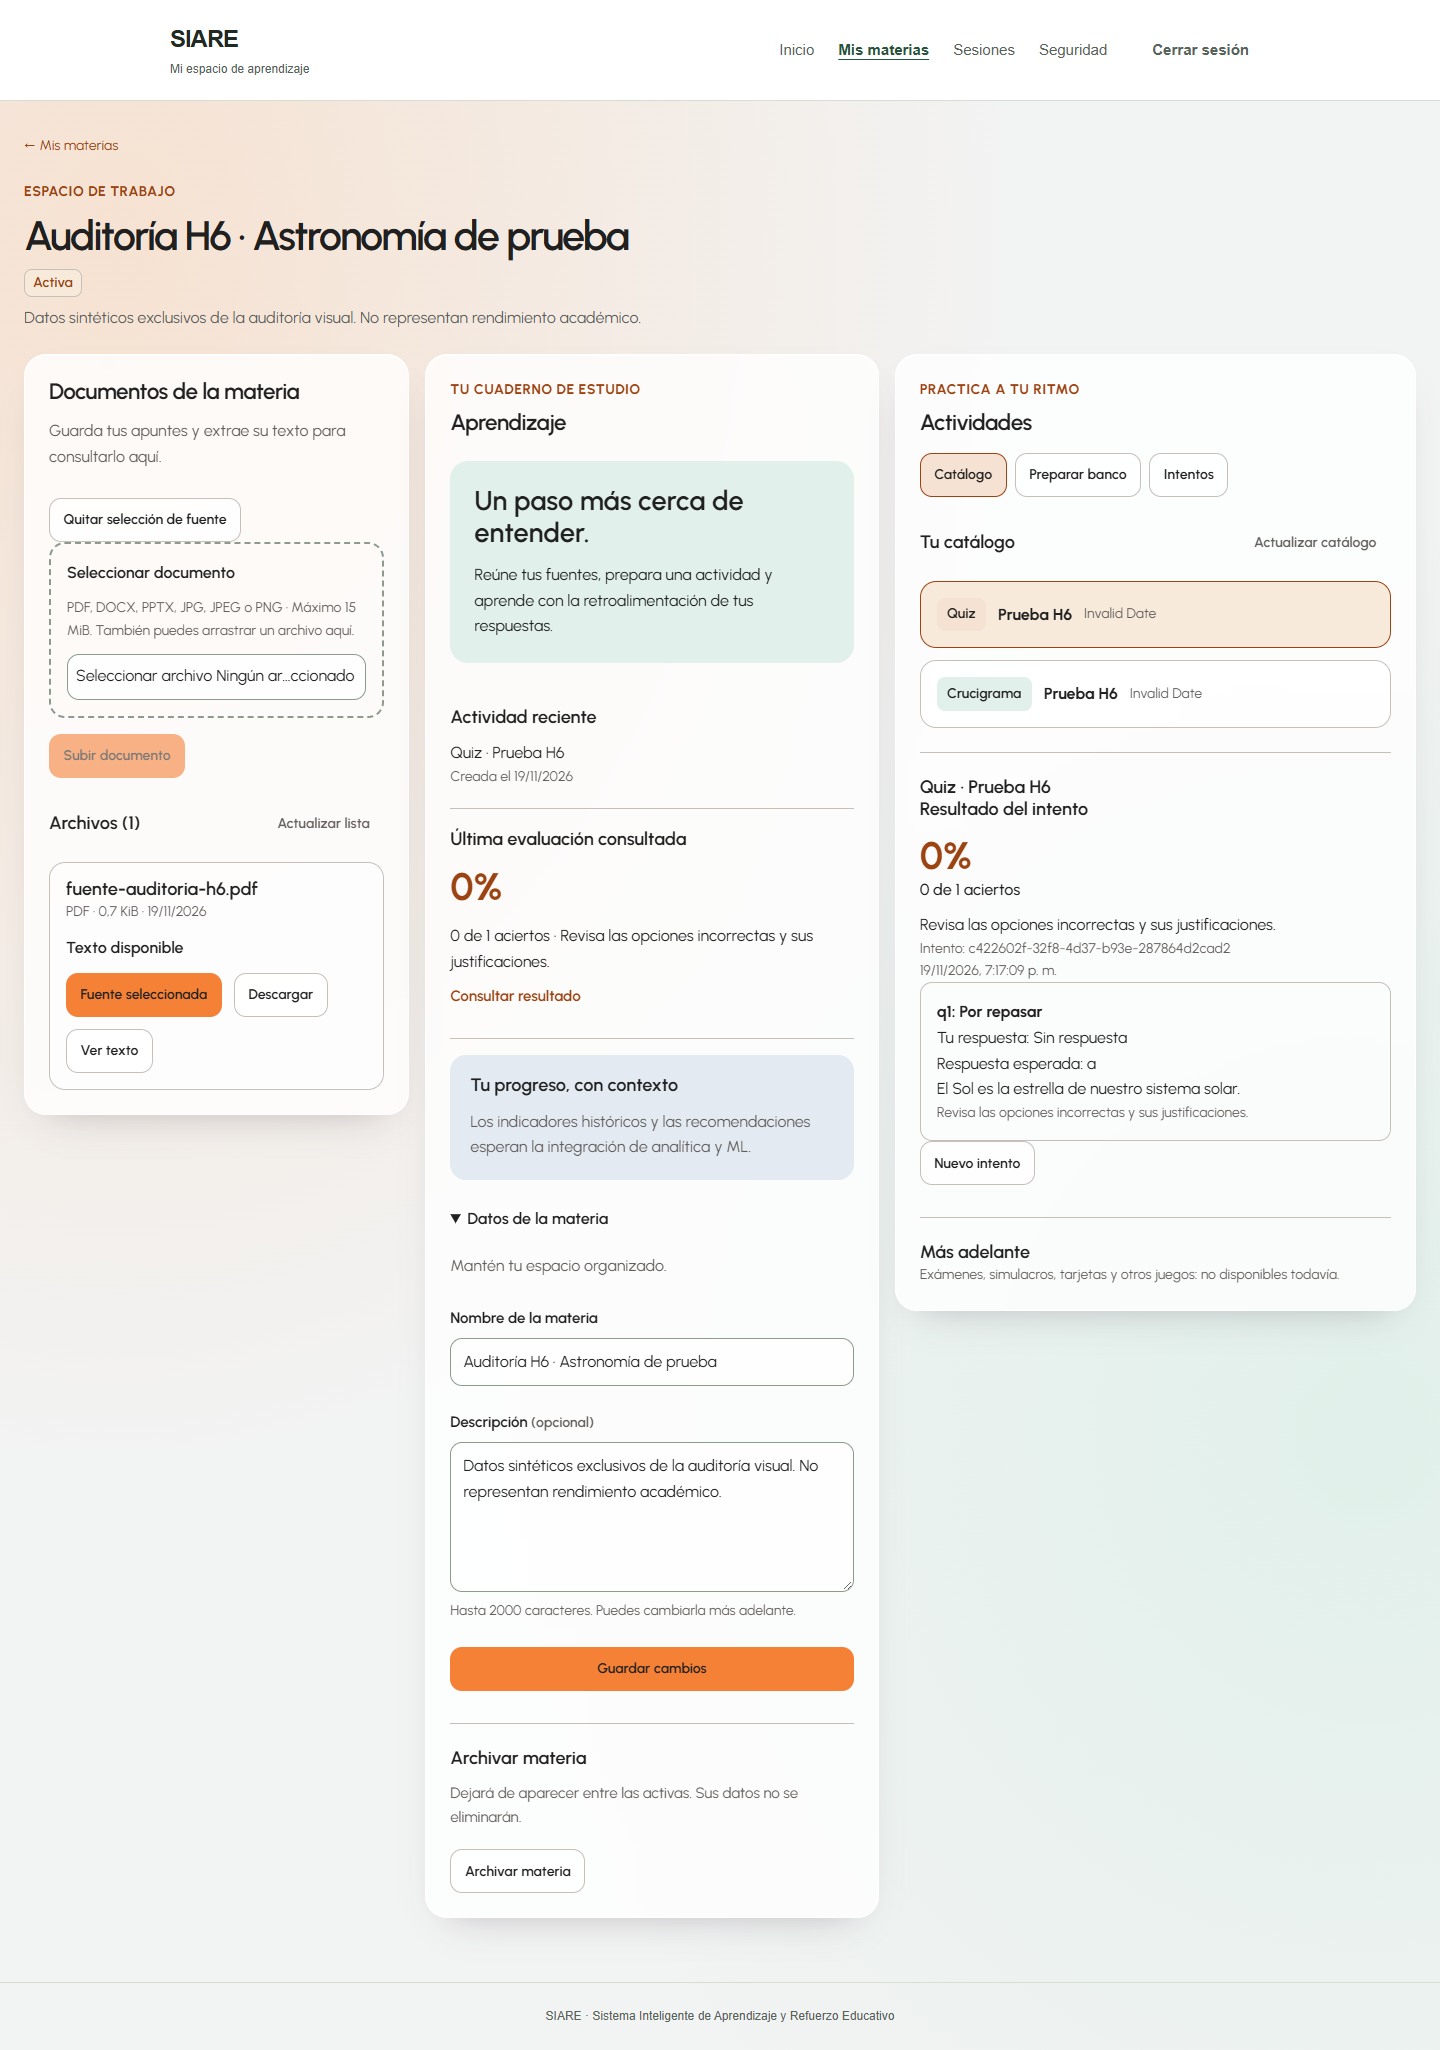 SIARE
Mi espacio de aprendizaje
Inicio
Mis materias
Sesiones
Seguridad
Cerrar sesión
← Mis materias
ESPACIO DE TRABAJO
Auditoría H6 · Astronomía de prueba
Activa
Datos sintéticos exclusivos de la auditoría visual. No representan rendimiento académico.
Documentos de la materia
Guarda tus apuntes y extrae su texto para
consultarlo aquí.
Quitar selección de fuente
Seleccionar documento
PDF, DOCX, PPTX, JPG, JPEG o PNG · Máximo 15
MiB. También puedes arrastrar un archivo aquí.
Seleccionar archivo Ningún ar...ccionado
Subir documento
Archivos (1)
Actualizar lista
fuente-auditoria-h6.pdf
PDF · 0,7 KiB · 19/11/2026
Texto disponible
Fuente seleccionada
Descargar
Ver texto
TU CUADERNO DE ESTUDIO
Aprendizaje
Un paso más cerca de
entender.
Reúne tus fuentes, prepara una actividad y
aprende con la retroalimentación de tus
respuestas.
Actividad reciente
Quiz · Prueba H6
Creada el 19/11/2026
Última evaluación consultada
0%
0 de 1 aciertos · Revisa las opciones incorrectas y sus
justificaciones.
Consultar resultado
Tu progreso, con contexto
Los indicadores históricos y las recomendaciones
esperan la integración de analítica y ML.
▼ Datos de la materia
Mantén tu espacio organizado.
Nombre de la materia
Auditoría H6 · Astronomía de prueba
Descripción (opcional)
Datos sintéticos exclusivos de la auditoría visual. No
representan rendimiento académico.
Hasta 2000 caracteres. Puedes cambiarla más adelante.
Guardar cambios
Archivar materia
Dejará de aparecer entre las activas. Sus datos no se
eliminarán.
Archivar materia
PRACTICA A TU RITMO
Actividades
Catálogo
Preparar banco
Intentos
Tu catálogo
Actualizar catálogo
Quiz Prueba H6 Invalid Date
Crucigrama Prueba H6 Invalid Date
Quiz · Prueba H6
Resultado del intento
0%
0 de 1 aciertos
Revisa las opciones incorrectas y sus justificaciones.
Intento: c422602f-32f8-4d37-b93e-287864d2cad2
19/11/2026, 7:17:09 p. m.
q1: Por repasar
Tu respuesta: Sin respuesta
Respuesta esperada: a
El Sol es la estrella de nuestro sistema solar.
Revisa las opciones incorrectas y sus justificaciones.
Nuevo intento
Más adelante
Exámenes, simulacros, tarjetas y otros juegos: no disponibles todavía.
SIARE · Sistema Inteligente de Aprendizaje y Refuerzo Educativo